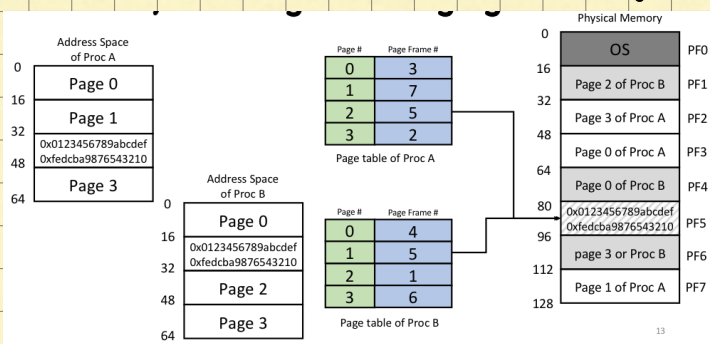 Address Space
of Proc A
0
Page 0
16
Page 1
32
0x0123456789abcdef
0xfedcba9876543210
48
Page 3
64
Address Space
of Proc B
0
Page 0
16
0x0123456789abcdef
0xfedcba9876543210
32
Page 2
48
Page 3
64
Page # Page Frame #
0 3
1 7
2 5
3 2
Page table of Proc A
Page # Page Frame #
0 4
1 5
2 1
3 6
Page table of Proc B
Physical Memory
0
OS PF0
16
Page 2 of Proc B PF1
32
Page 3 of Proc A PF2
48
Page 0 of Proc A PF3
64
Page 0 of Proc B PF4
80
0x0123456789abcdef
0xfedcba9876543210 PF5
96
page 3 or Proc B PF6
112
Page 1 of Proc A PF7
128
13